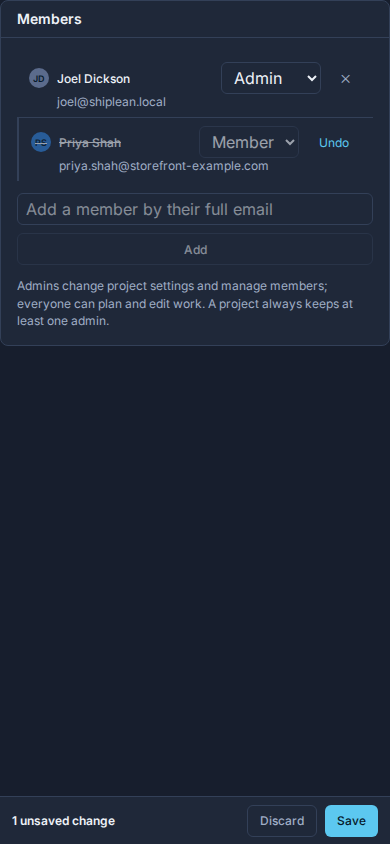 Members
JD Joel Dickson Admin ×
joel@shiplean.local
PS Priya Shah Member Undo
priya.shah@storefront-example.com
Add a member by their full email
Add
Admins change project settings and manage members;
everyone can plan and edit work. A project always keeps at
least one admin.
1 unsaved change Discard Save